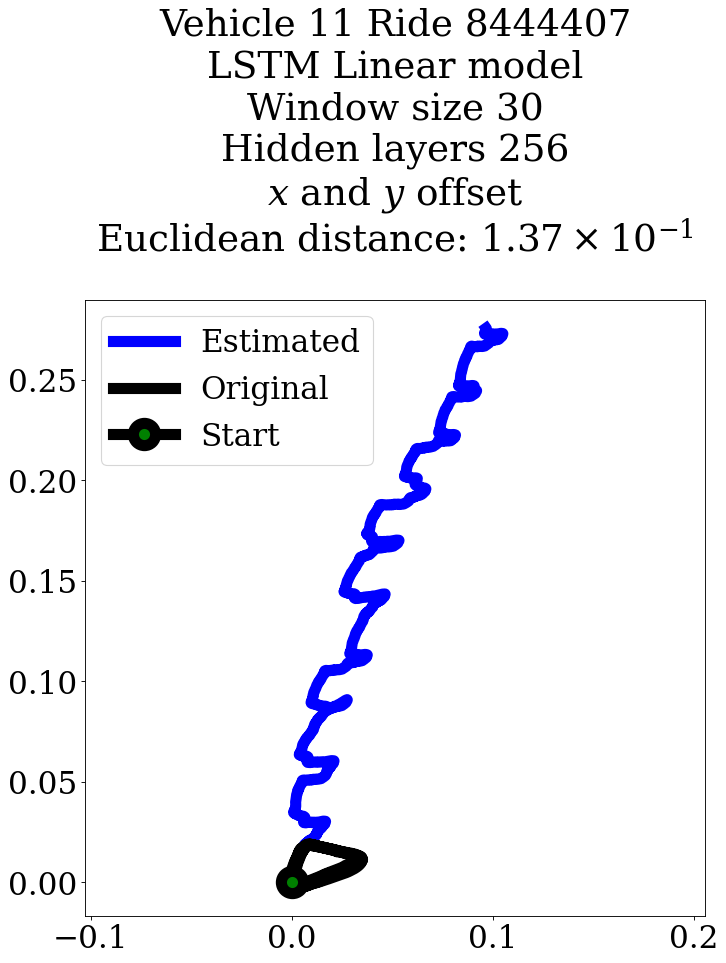 Vehicle 11 Ride 8444407
LSTM Linear model
Window size 30
Hidden layers 256
x and y offset
Euclidean distance: 1.37 × 10⁻¹
Estimated
Original
Start
0.25
0.20
0.15
0.10
0.05
0.00
−0.1
0.0
0.1
0.2